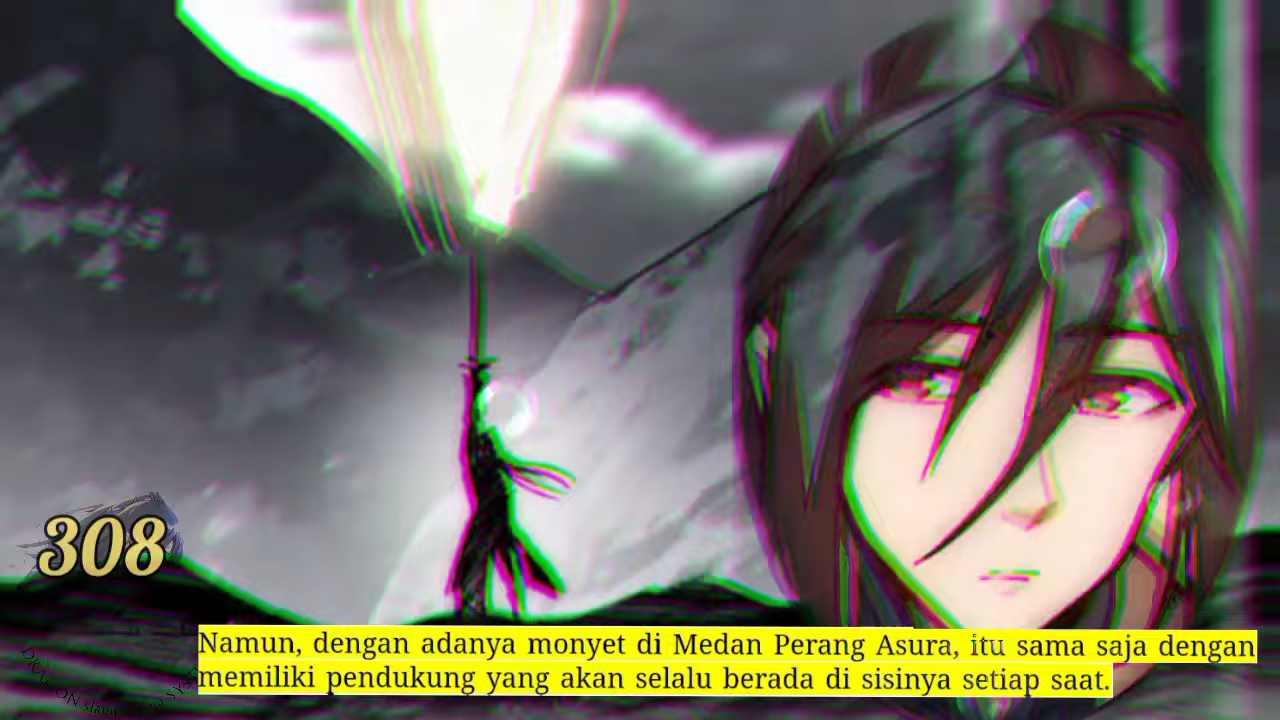 308
Namun, dengan adanya monyet di Medan Perang Asura, itu sama saja dengan
memiliki pendukung yang akan selalu berada di sisinya setiap saat.